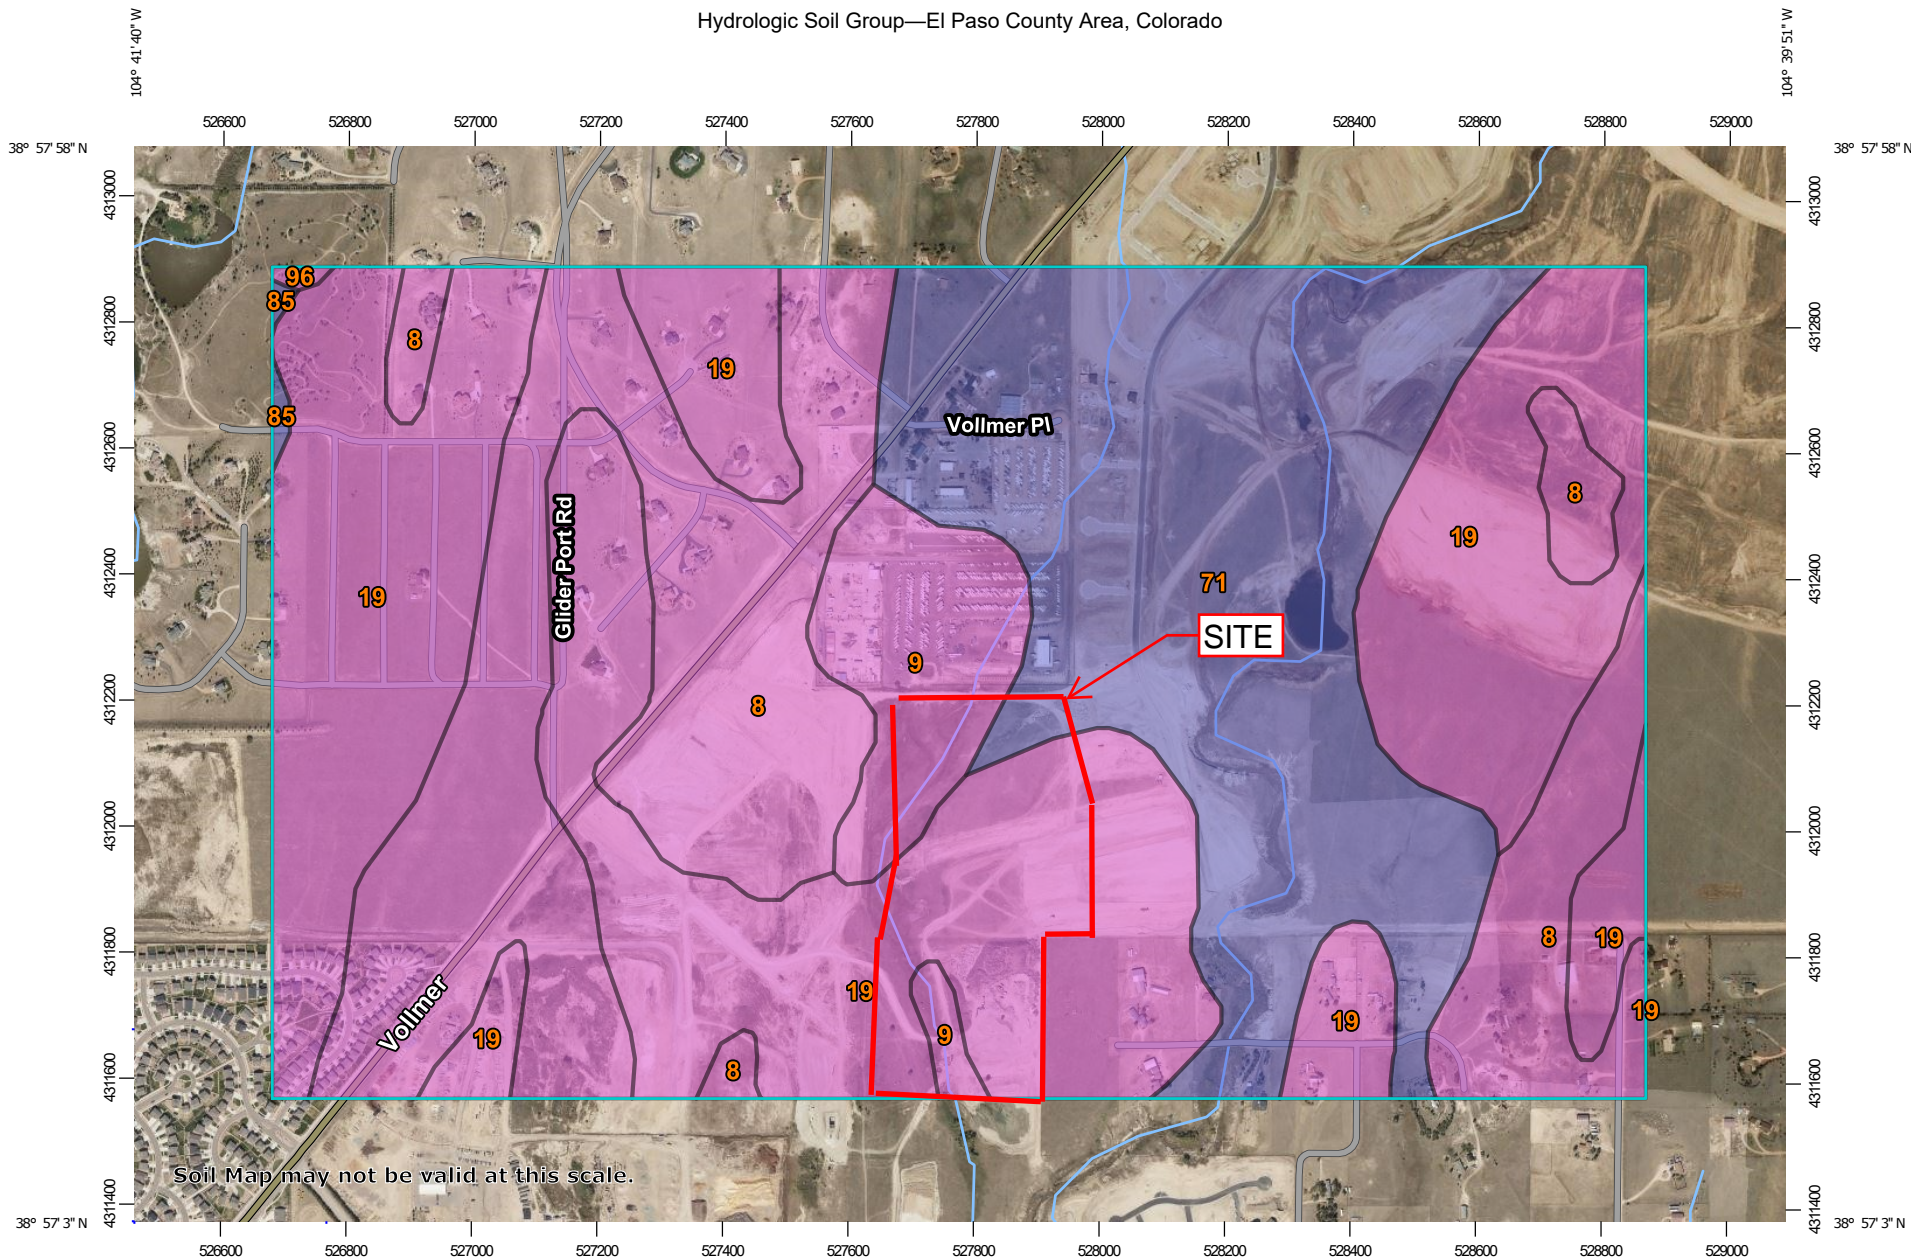 Hydrologic Soil Group—El Paso County Area, Colorado
104° 41' 40" W
104° 39' 51" W
526600 526800 527000 527200 527400 527600 527800 528000 528200 528400 528600 528800 529000
38° 57' 58" N
38° 57' 58" N
4313000
4313000
96
85
4312800
4312800
8
19
85
Vollmer Pl
4312600
4312600
8
19
Glider Port Rd
4312400
4312400
71
19
SITE
9
8
4312200
4312200
4312000
4312000
4311800
4311800
8
19
19
19
19
Vollmer
19
9
8
4311600
4311600
Soil Map may not be valid at this scale.
4311400
4311400
38° 57' 3" N
38° 57' 3" N
526600 526800 527000 527200 527400 527600 527800 528000 528200 528400 528600 528800 529000